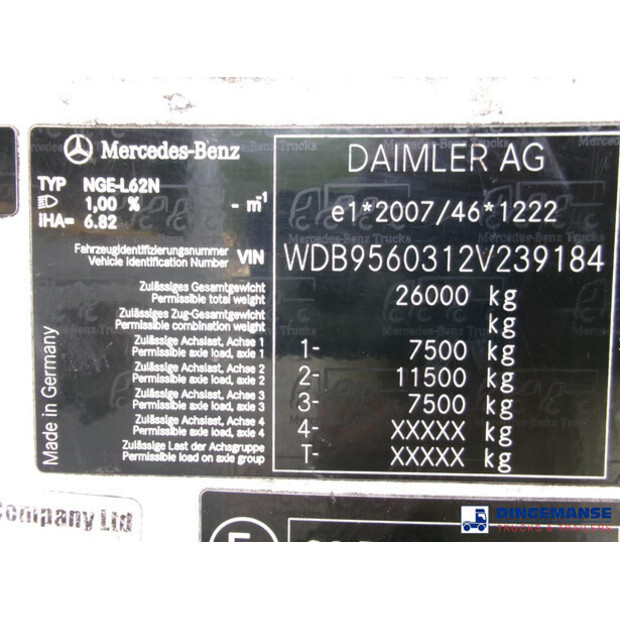 Mercedes-Benz
DAIMLER AG
TYP NGE-L62N
1,00 % - m⁻¹
iHA= 6.82
e1*2007/46*1222
Fahrzeugidentifizierungsnummer
Vehicle Identification Number VIN
WDB9560312V239184
Zulässiges Gesamtgewicht
Permissible total weight
26000 kg
Zulässiges Zug-Gesamtgewicht
Permissible combination weight
kg
Zulässige Achslast, Achse 1
Permissible axle load, axle 1
1- 7500 kg
Zulässige Achslast, Achse 2
Permissible axle load, axle 2
2- 11500 kg
Zulässige Achslast, Achse 3
Permissible axle load, axle 3
3- 7500 kg
Zulässige Achslast, Achse 4
Permissible axle load, axle 4
4- XXXXX kg
Zulässige Last der Achsgruppe
Permissible load on axle group
T- XXXXX kg
Made in Germany
Company Ltd
DINGEMANSE
TRUCKS & TRAILERS